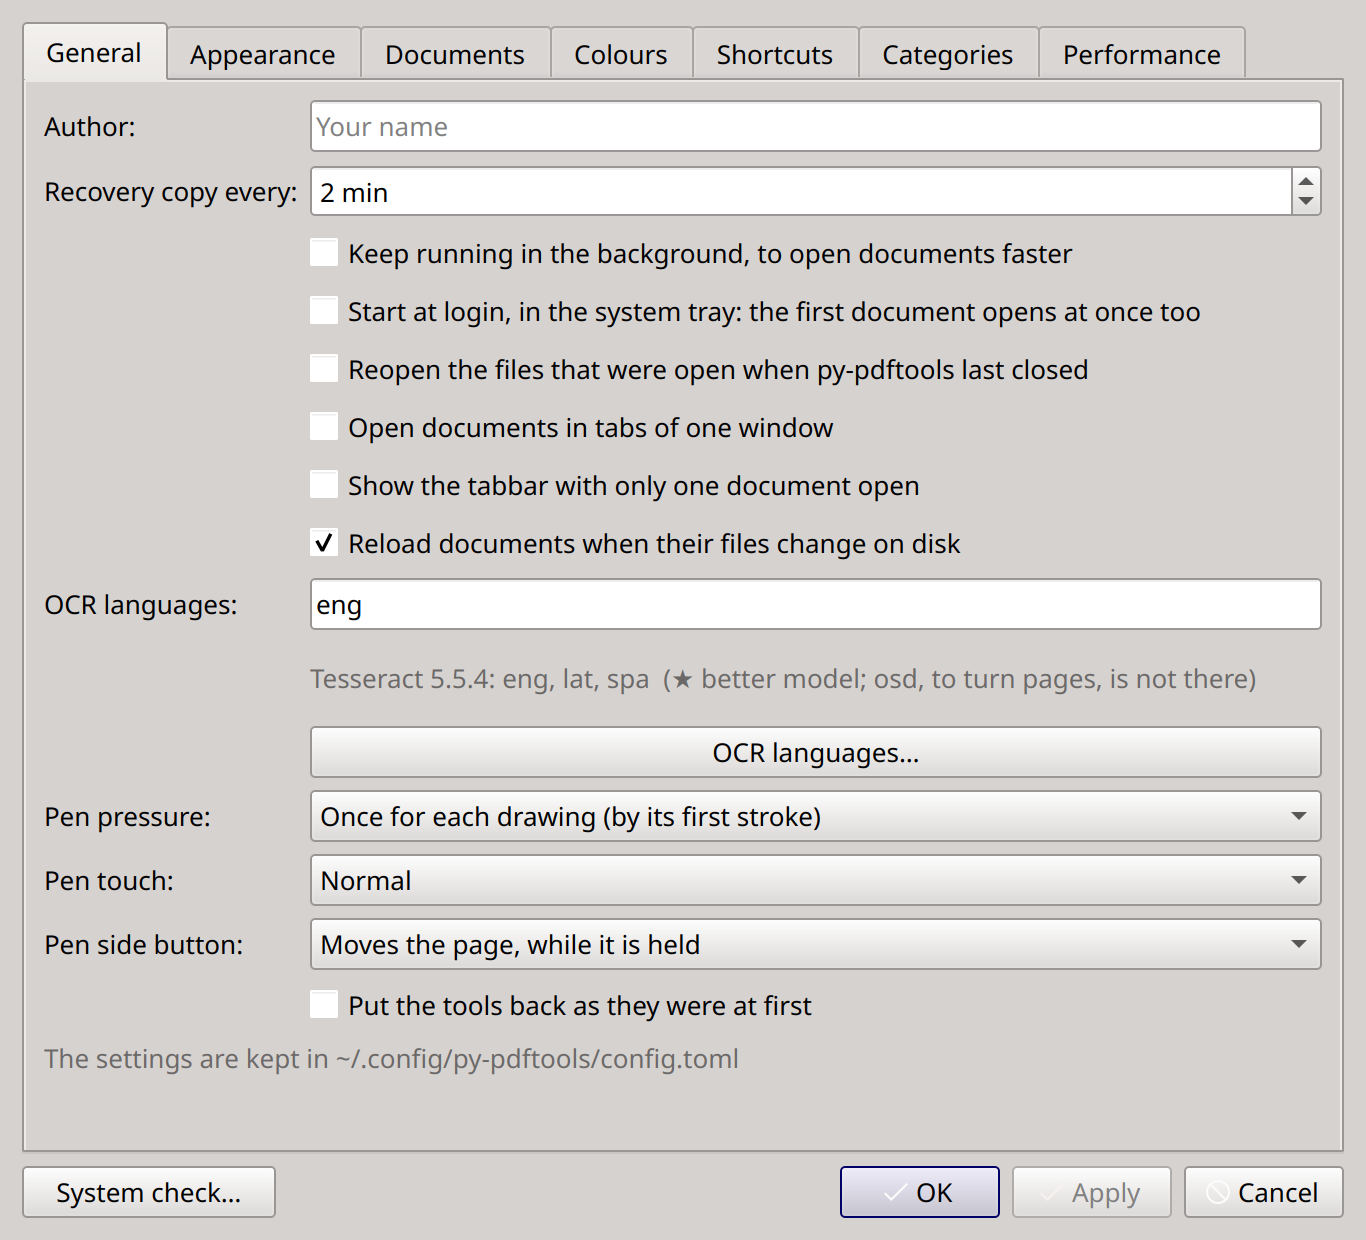 General Appearance Documents Colours Shortcuts Categories Performance
Author: Your name
Recovery copy every: 2 min
Keep running in the background, to open documents faster
Start at login, in the system tray: the first document opens at once too
Reopen the files that were open when py-pdftools last closed
Open documents in tabs of one window
Show the tabbar with only one document open
Reload documents when their files change on disk
OCR languages: eng
Tesseract 5.5.4: eng, lat, spa (★ better model; osd, to turn pages, is not there)
OCR languages...
Pen pressure: Once for each drawing (by its first stroke)
Pen touch: Normal
Pen side button: Moves the page, while it is held
Put the tools back as they were at first
The settings are kept in ~/.config/py-pdftools/config.toml
System check... OK Apply Cancel